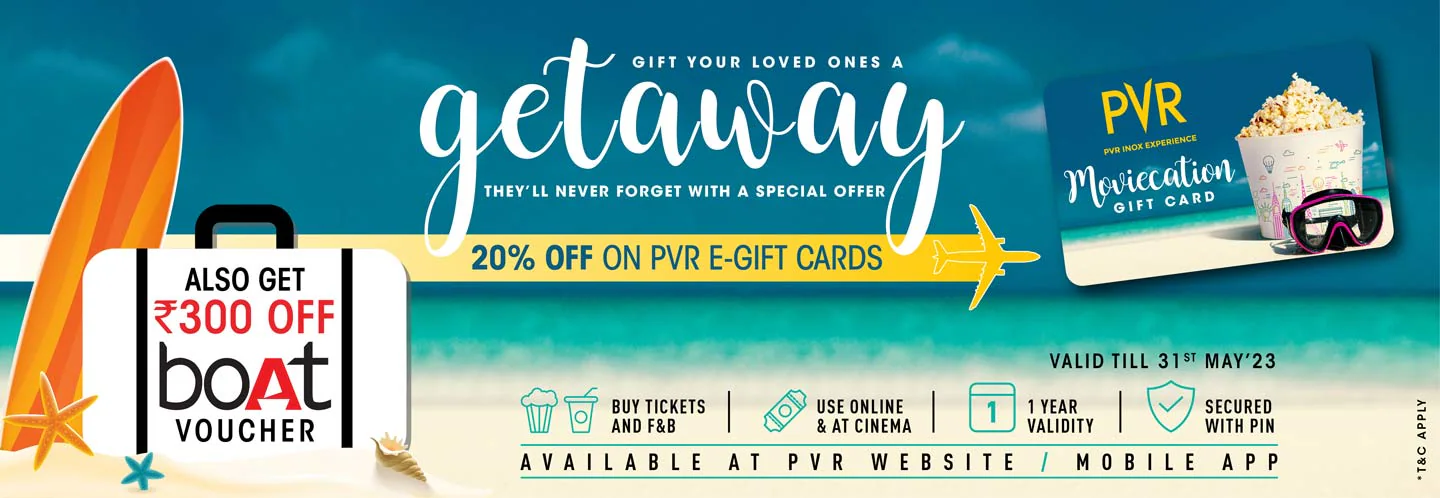 GIFT YOUR LOVED ONES A
getaway
THEY'LL NEVER FORGET WITH A SPECIAL OFFER
20% OFF ON PVR E-GIFT CARDS
PVR
PVR INOX EXPERIENCE
Moviecation
GIFT CARD
ALSO GET
₹300 OFF
boAt
VOUCHER
VALID TILL 31ST MAY'23
BUY TICKETS
AND F&B
USE ONLINE
& AT CINEMA
1
1 YEAR
VALIDITY
SECURED
WITH PIN
AVAILABLE AT PVR WEBSITE / MOBILE APP
*T&C APPLY